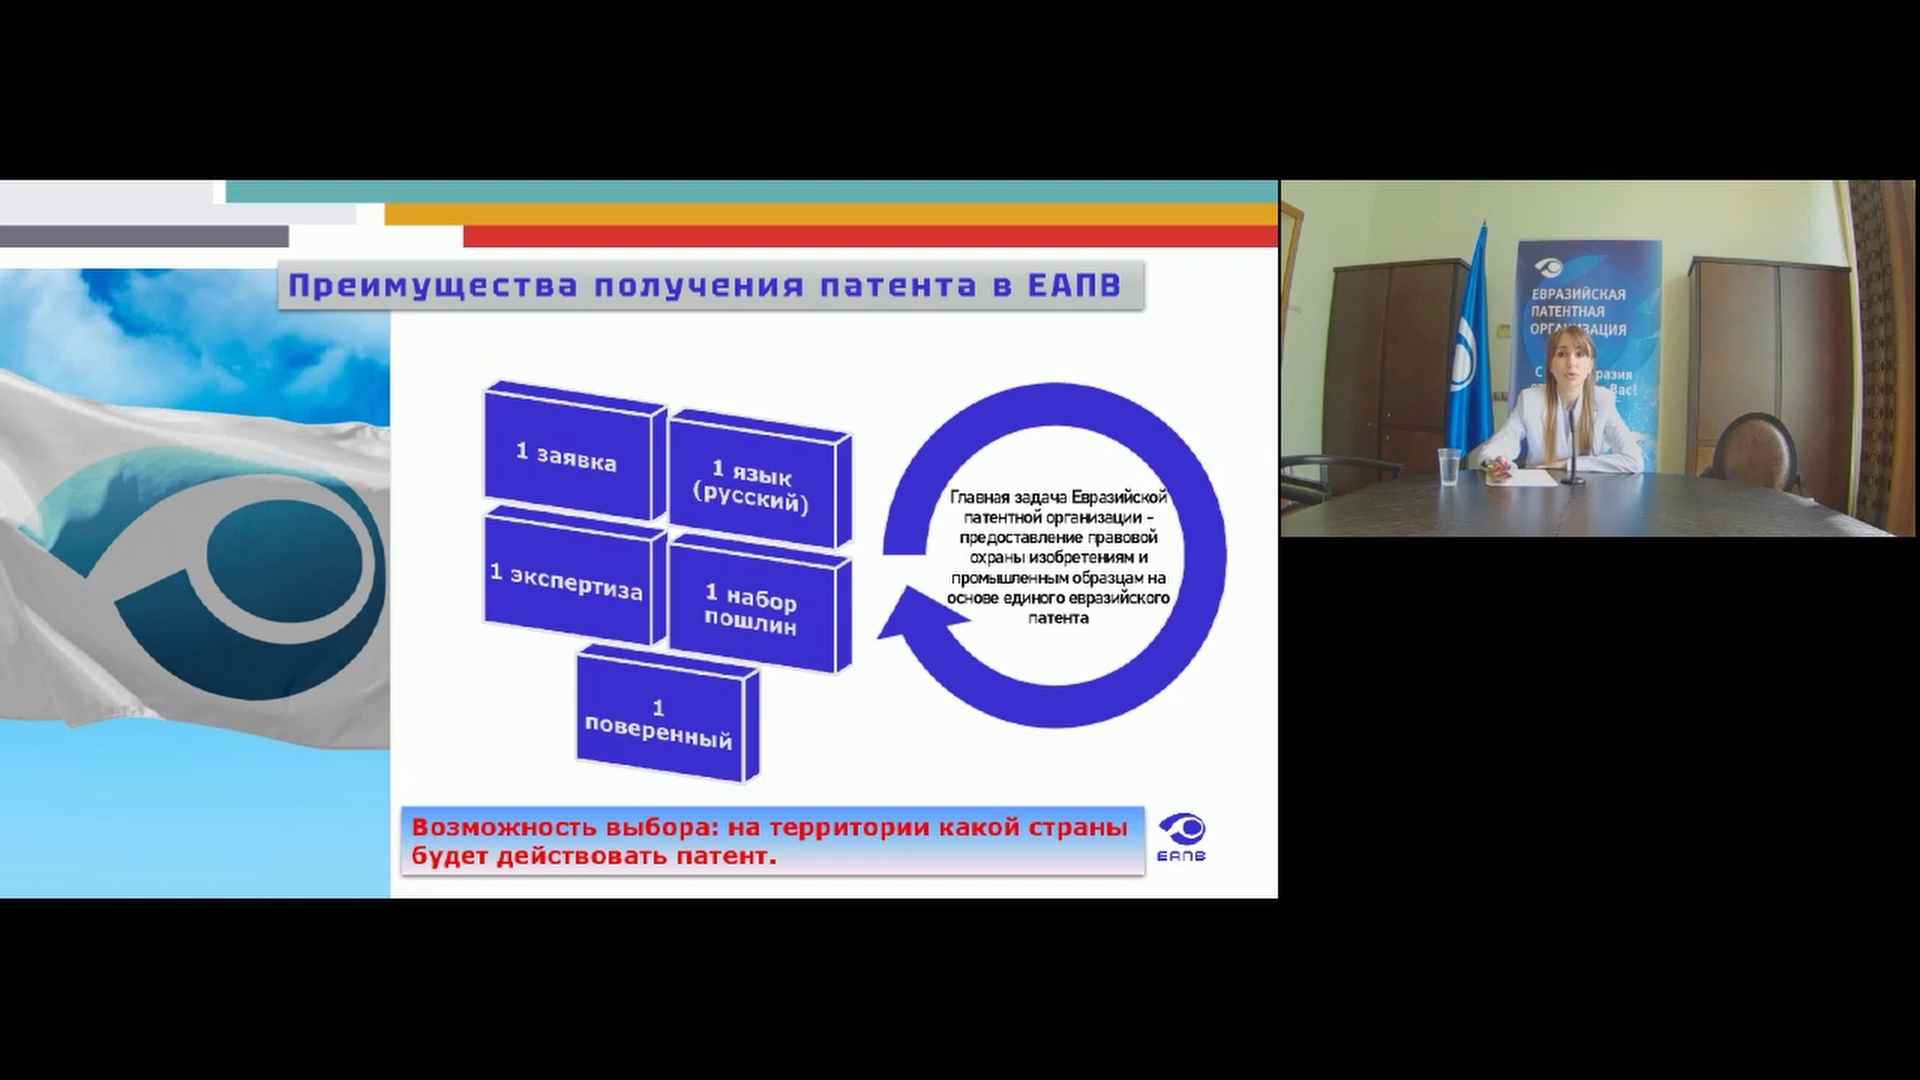 Преимущества получения патента в ЕАПВ
1 заявка
1 язык
(русский)
1 экспертиза
1 набор
пошлин
1
поверенный
Главная задача Евразийской
патентной организации -
предоставление правовой
охраны изобретениям и
промышленным образцам на
основе единого евразийского
патента
Возможность выбора: на территории какой страны
будет действовать патент.
ЕАПВ
ЕВРАЗИЙСКАЯ
ПАТЕНТНАЯ
ОРГАНИЗАЦИЯ
С разия
Вас!